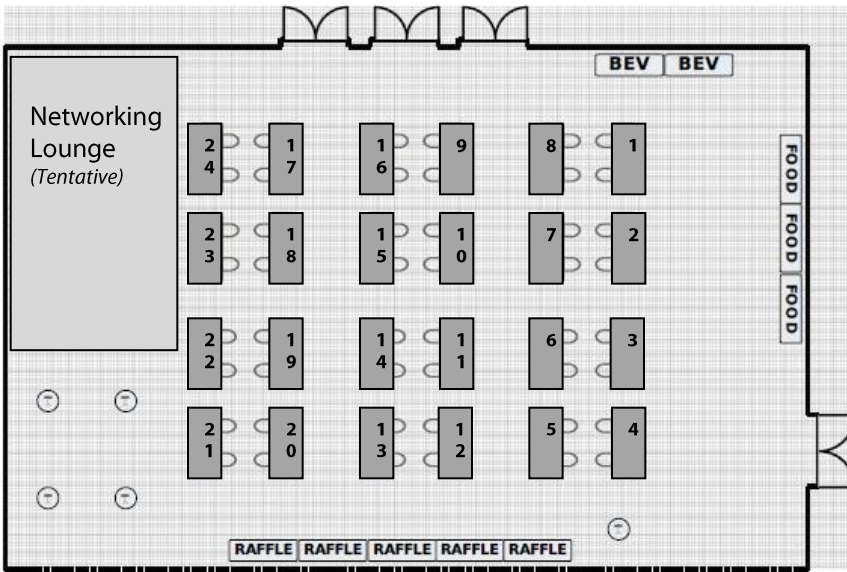 BEV BEV
Networking
Lounge
(Tentative)
24 17 16 9 8 1
FOOD
23 18 15 10 7 2
FOOD
FOOD
22 19 14 11 6 3
21 20 13 12 5 4
RAFFLE RAFFLE RAFFLE RAFFLE RAFFLE